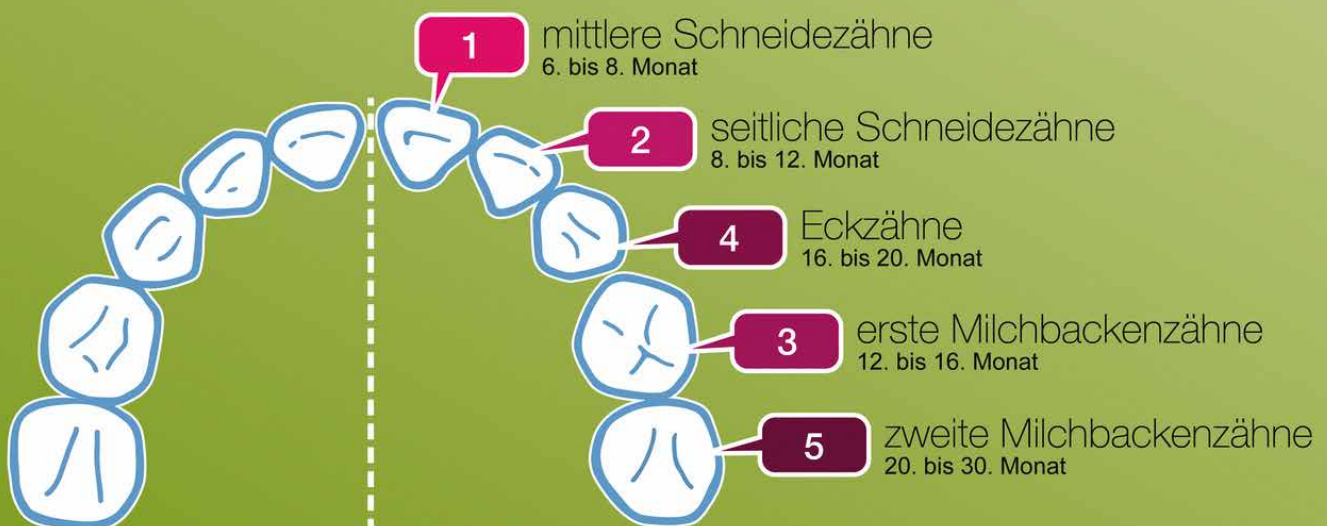 1
mittlere Schneidezähne
6. bis 8. Monat
2
seitliche Schneidezähne
8. bis 12. Monat
4
Eckzähne
16. bis 20. Monat
3
erste Milchbackenzähne
12. bis 16. Monat
5
zweite Milchbackenzähne
20. bis 30. Monat